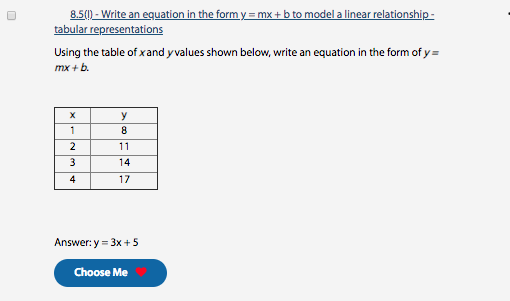 8.5(I) - Write an equation in the form y = mx + b to model a linear relationship -
tabular representations
Using the table of x and y values shown below, write an equation in the form of y =
mx + b.
x y
1 8
2 11
3 14
4 17
Answer: y = 3x + 5
Choose Me